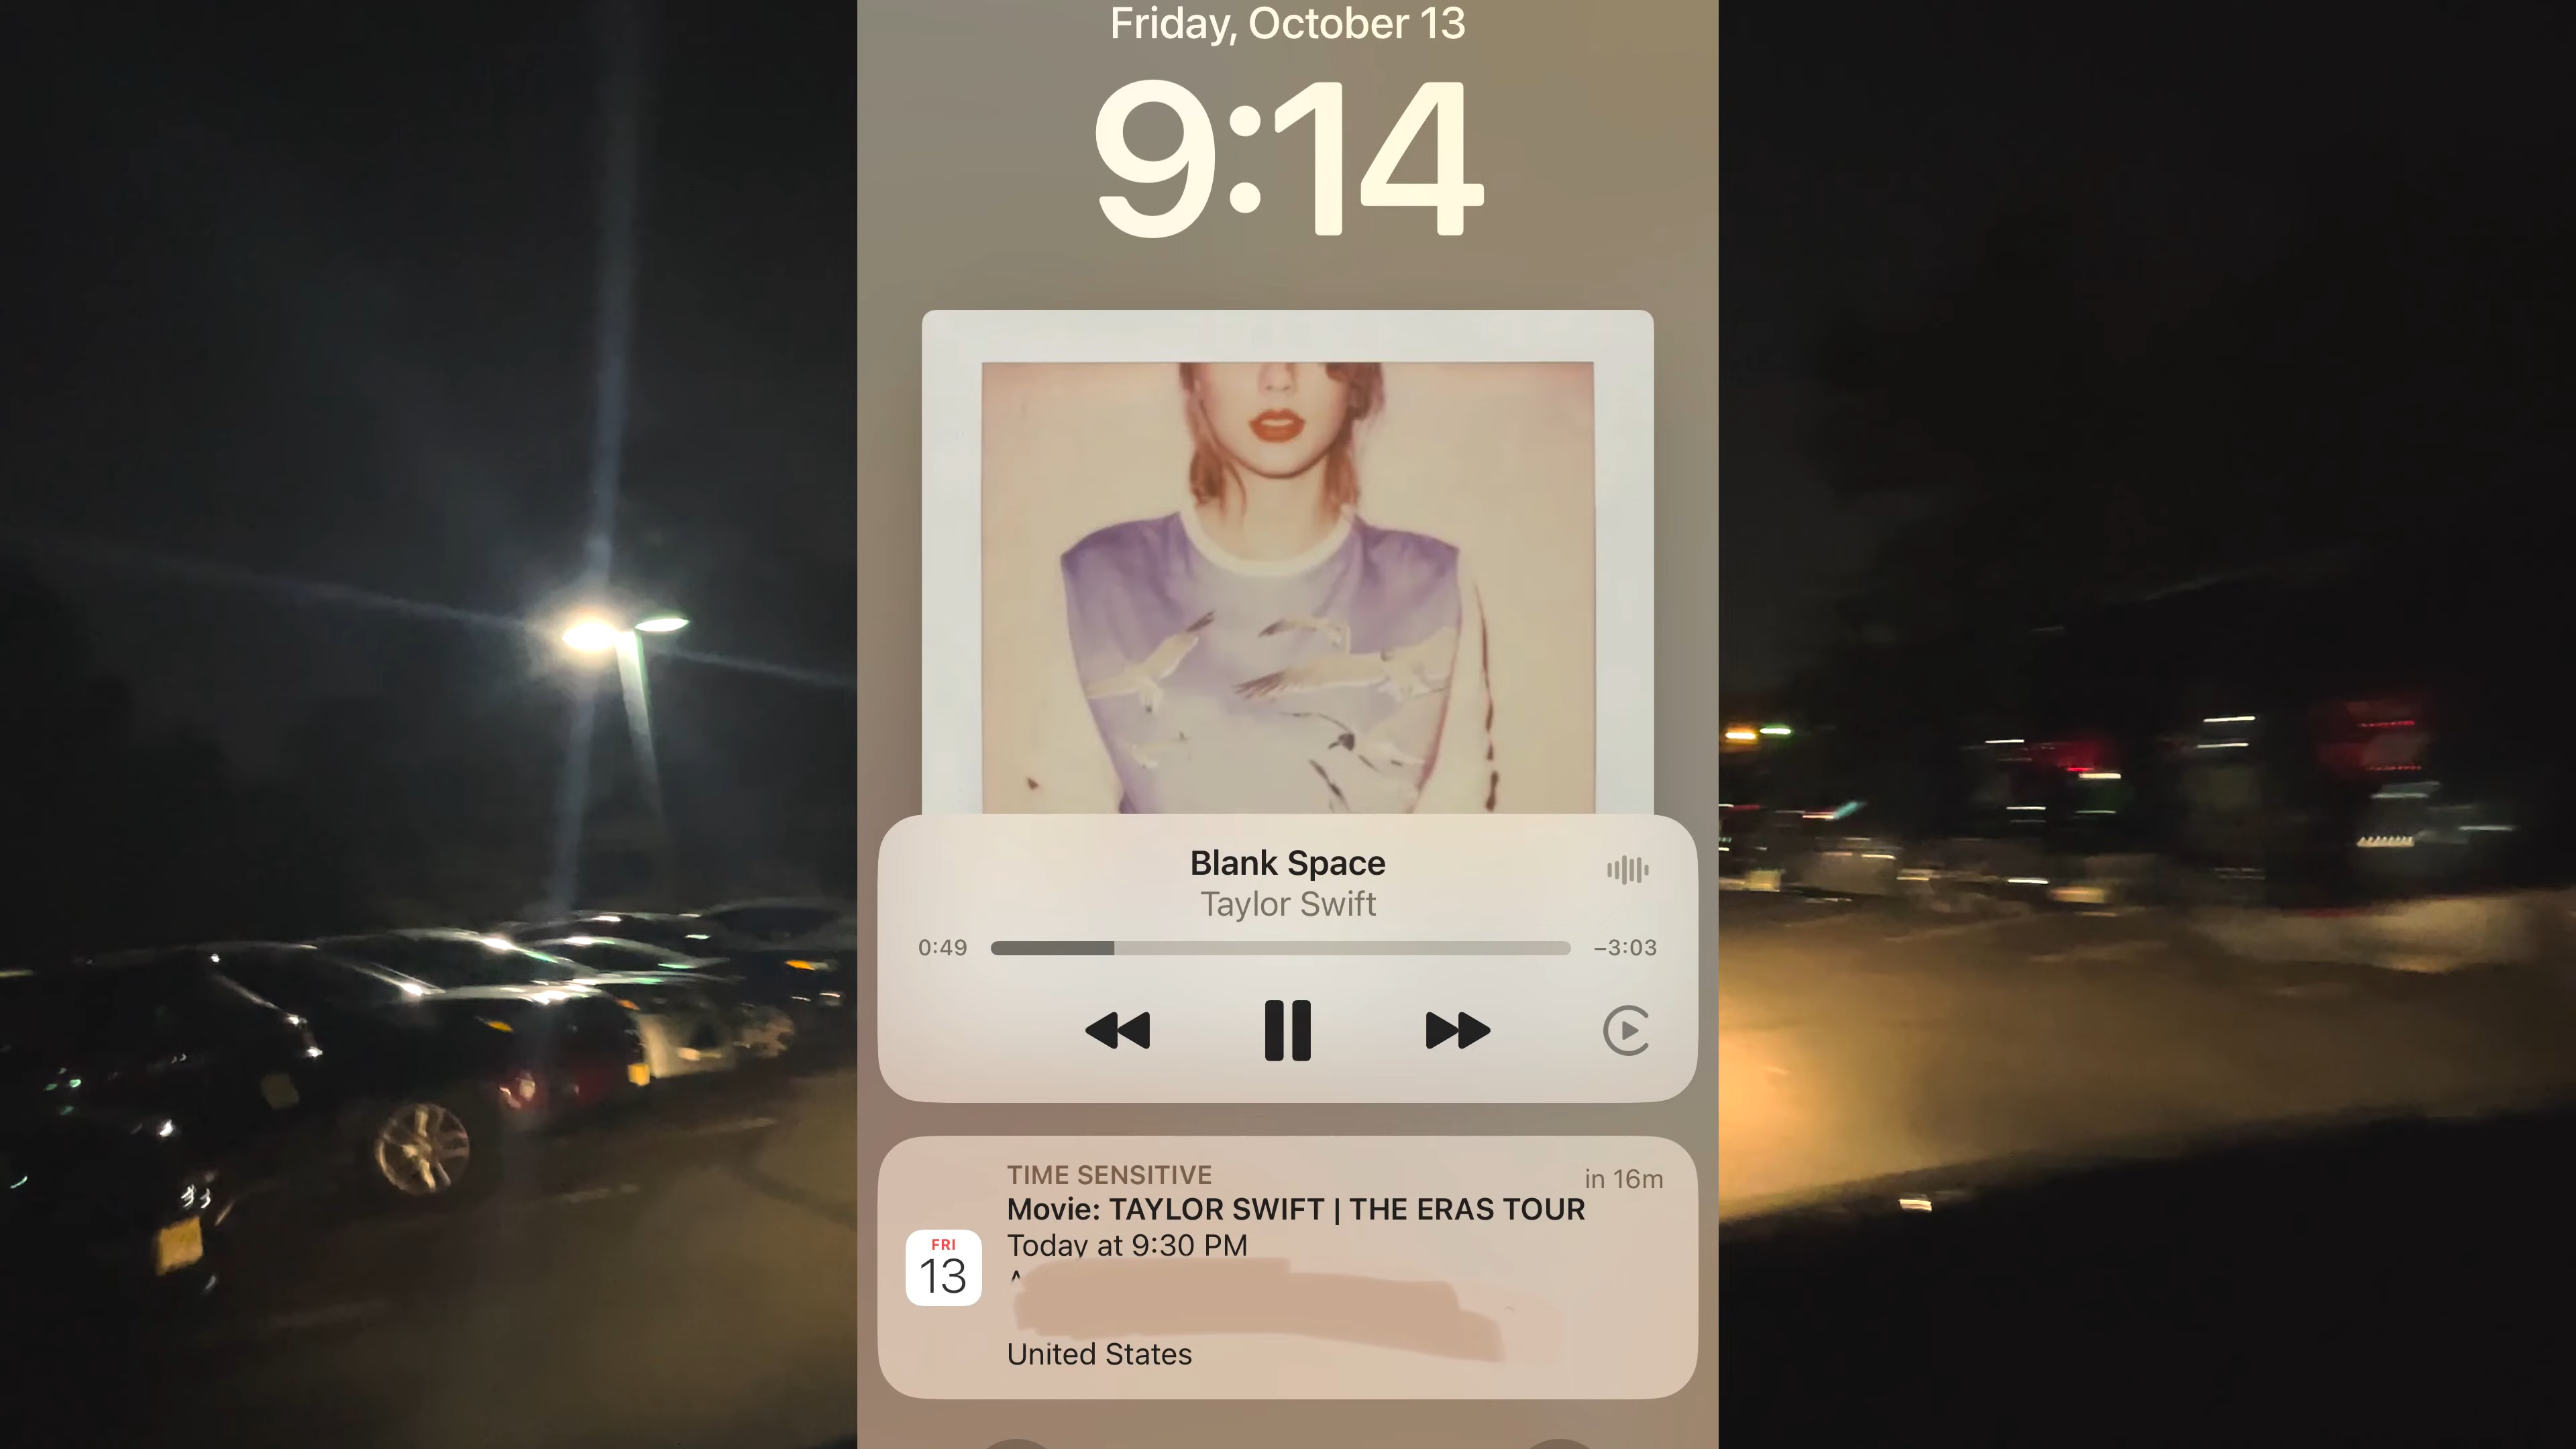 Friday, October 13
9:14
Blank Space
Taylor Swift
0:49
−3:03
TIME SENSITIVE
in 16m
Movie: TAYLOR SWIFT | THE ERAS TOUR
FRI
13
Today at 9:30 PM
United States